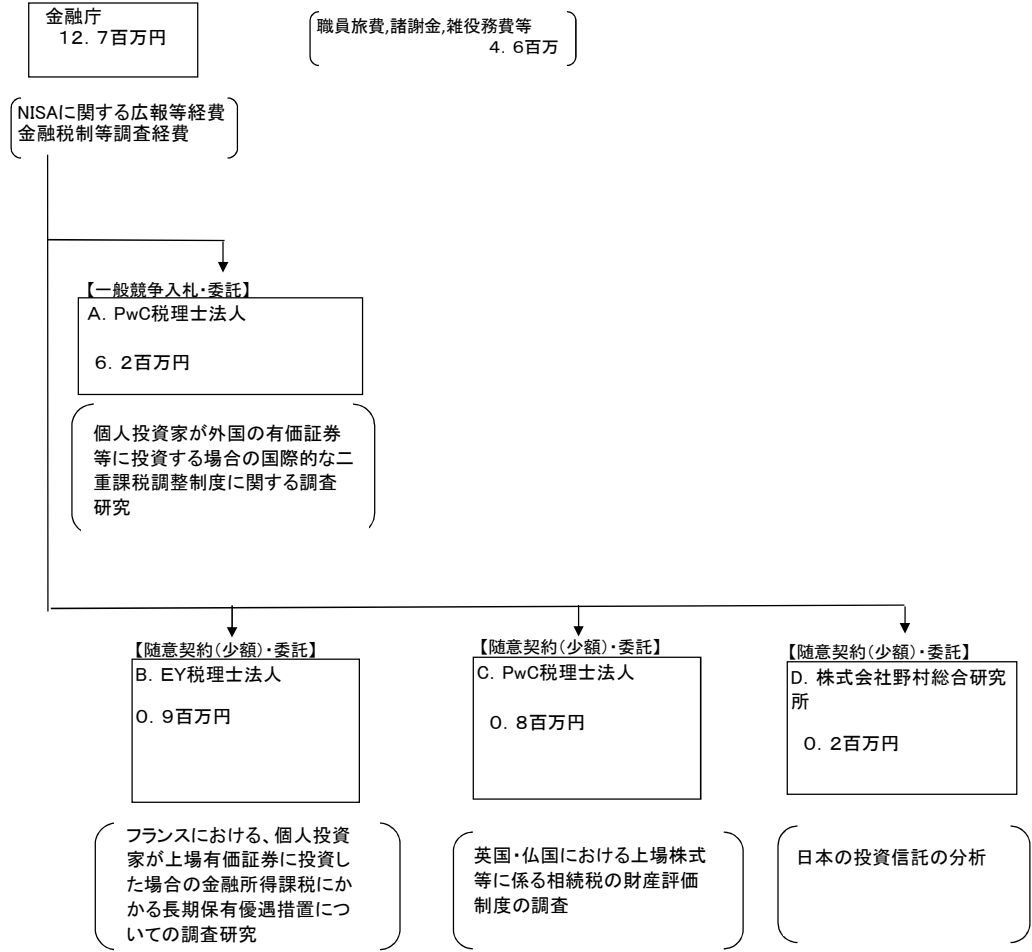 金融庁
12．7百万円
職員旅費,諸謝金,雑役務費等
4．6百万
NISAに関する広報等経費
金融税制等調査経費
【一般競争入札・委託】
A．PwC税理士法人
6．2百万円
個人投資家が外国の有価証券
等に投資する場合の国際的な二
重課税調整制度に関する調査
研究
【随意契約(少額)・委託】
B．EY税理士法人
0．9百万円
フランスにおける、個人投資
家が上場有価証券に投資し
た場合の金融所得課税にか
かる長期保有優遇措置につ
いての調査研究
【随意契約(少額)・委託】
C．PwC税理士法人
0．8百万円
英国・仏国における上場株式
等に係る相続税の財産評価
制度の調査
【随意契約(少額)・委託】
D．株式会社野村総合研究
所
0．2百万円
日本の投資信託の分析